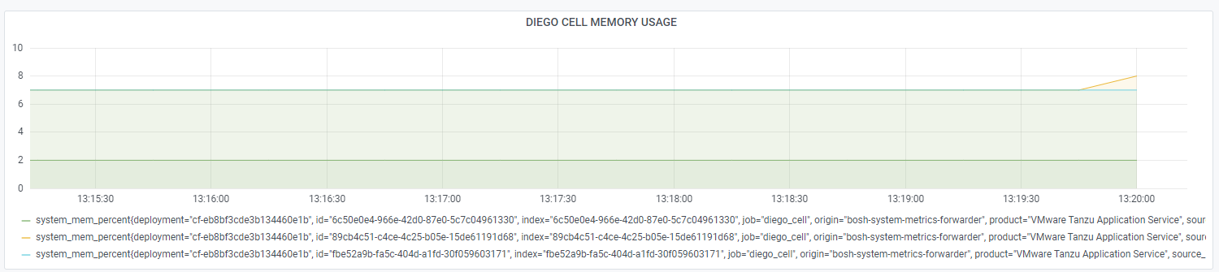 DIEGO CELL MEMORY USAGE
10
8
6
4
2
0
13:15:30 13:16:00 13:16:30 13:17:00 13:17:30 13:18:00 13:18:30 13:19:00 13:19:30 13:20:00
system_mem_percent{deployment="cf-eb8bf3cde3b134460e1b", id="6c50e0e4-966e-42d0-87e0-5c7c04961330", index="6c50e0e4-966e-42d0-87e0-5c7c04961330", job="diego_cell", origin="bosh-system-metrics-forwarder", product="VMware Tanzu Application Service", sour
system_mem_percent{deployment="cf-eb8bf3cde3b134460e1b", id="89cb4c51-c4ce-4c25-b05e-15de61191d68", index="89cb4c51-c4ce-4c25-b05e-15de61191d68", job="diego_cell", origin="bosh-system-metrics-forwarder", product="VMware Tanzu Application Service", sour
system_mem_percent{deployment="cf-eb8bf3cde3b134460e1b", id="fbe52a9b-fa5c-404d-a1fd-30f059603171", index="fbe52a9b-fa5c-404d-a1fd-30f059603171", job="diego_cell", origin="bosh-system-metrics-forwarder", product="VMware Tanzu Application Service", source_